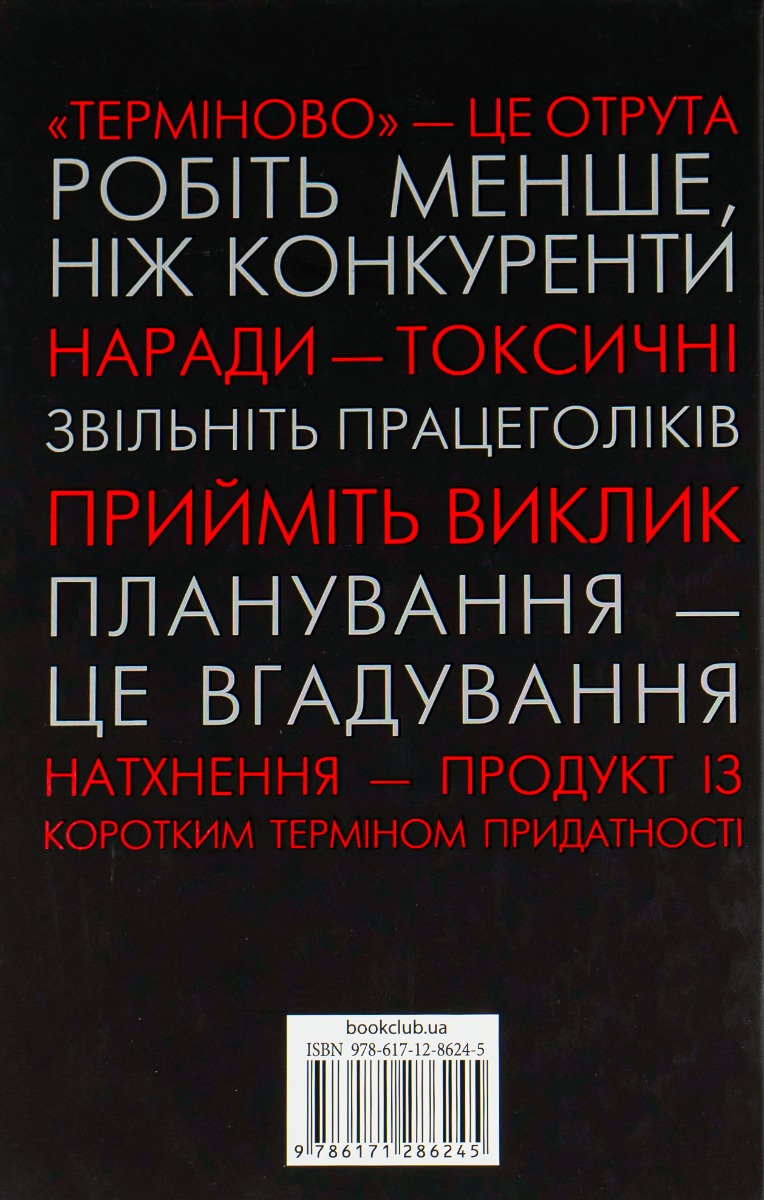 «ТЕРМІНОВО» — ЦЕ ОТРУТА
РОБІТЬ МЕНШЕ,
НІЖ КОНКУРЕНТИ
НАРАДИ — ТОКСИЧНІ
ЗВІЛЬНІТЬ ПРАЦЕГОЛІКІВ
ПРИЙМІТЬ ВИКЛИК
ПЛАНУВАННЯ —
ЦЕ ВГАДУВАННЯ
НАТХНЕННЯ — ПРОДУКТ ІЗ
КОРОТКИМ ТЕРМІНОМ ПРИДАТНОСТІ
bookclub.ua
ISBN 978-617-12-8624-5
9 786171 286245